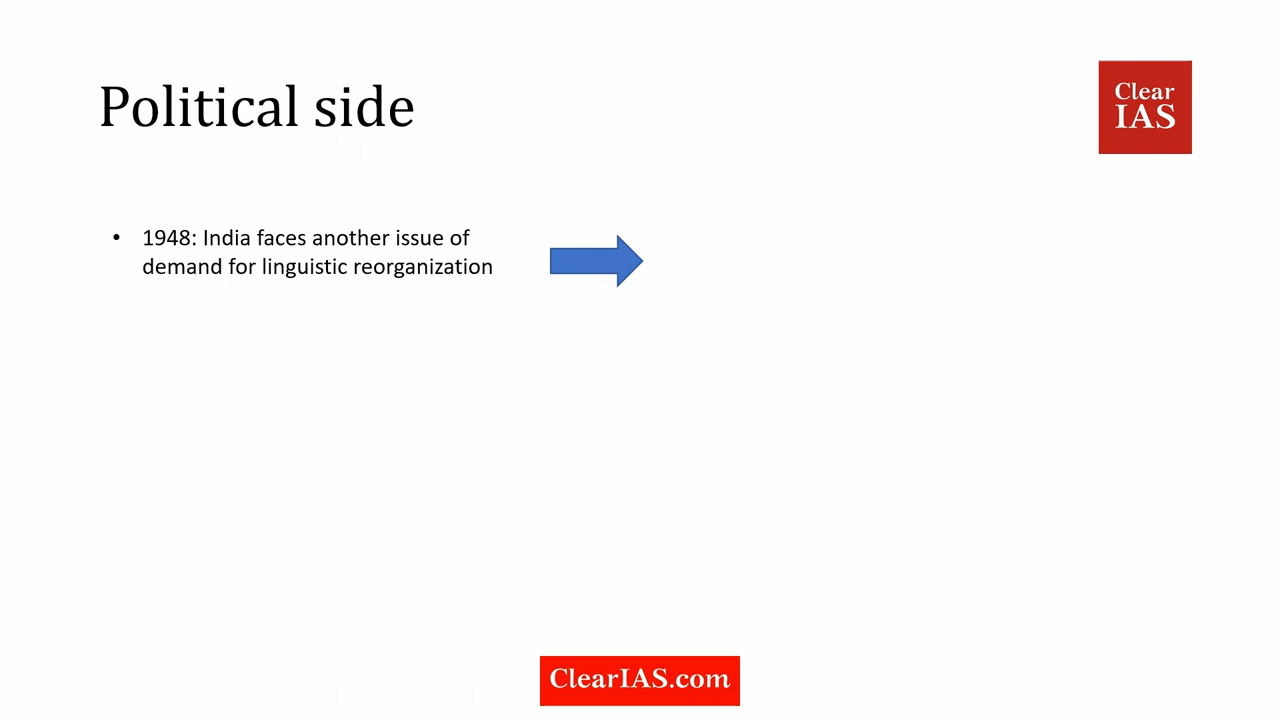 Political side
Clear
IAS
• 1948: India faces another issue of
demand for linguistic reorganization
ClearIAS.com